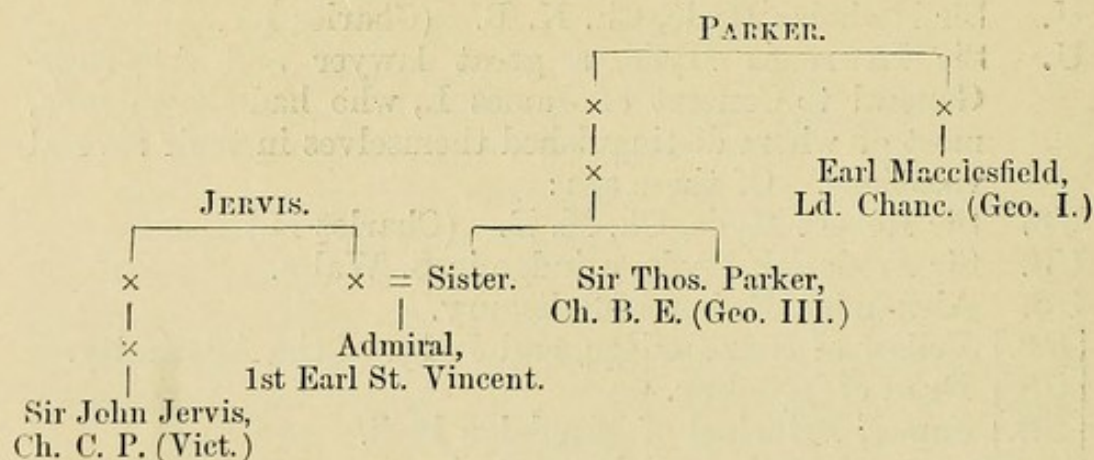 PARKER.
×
×
×
Earl Macclesfield,
Ld. Chanc. (Geo. I.)
JERVIS.
×
× = Sister.
Sir Thos. Parker,
Ch. B. E. (Geo. III.)
×
Admiral,
1st Earl St. Vincent.
Sir John Jervis,
Ch. C. P. (Vict.)